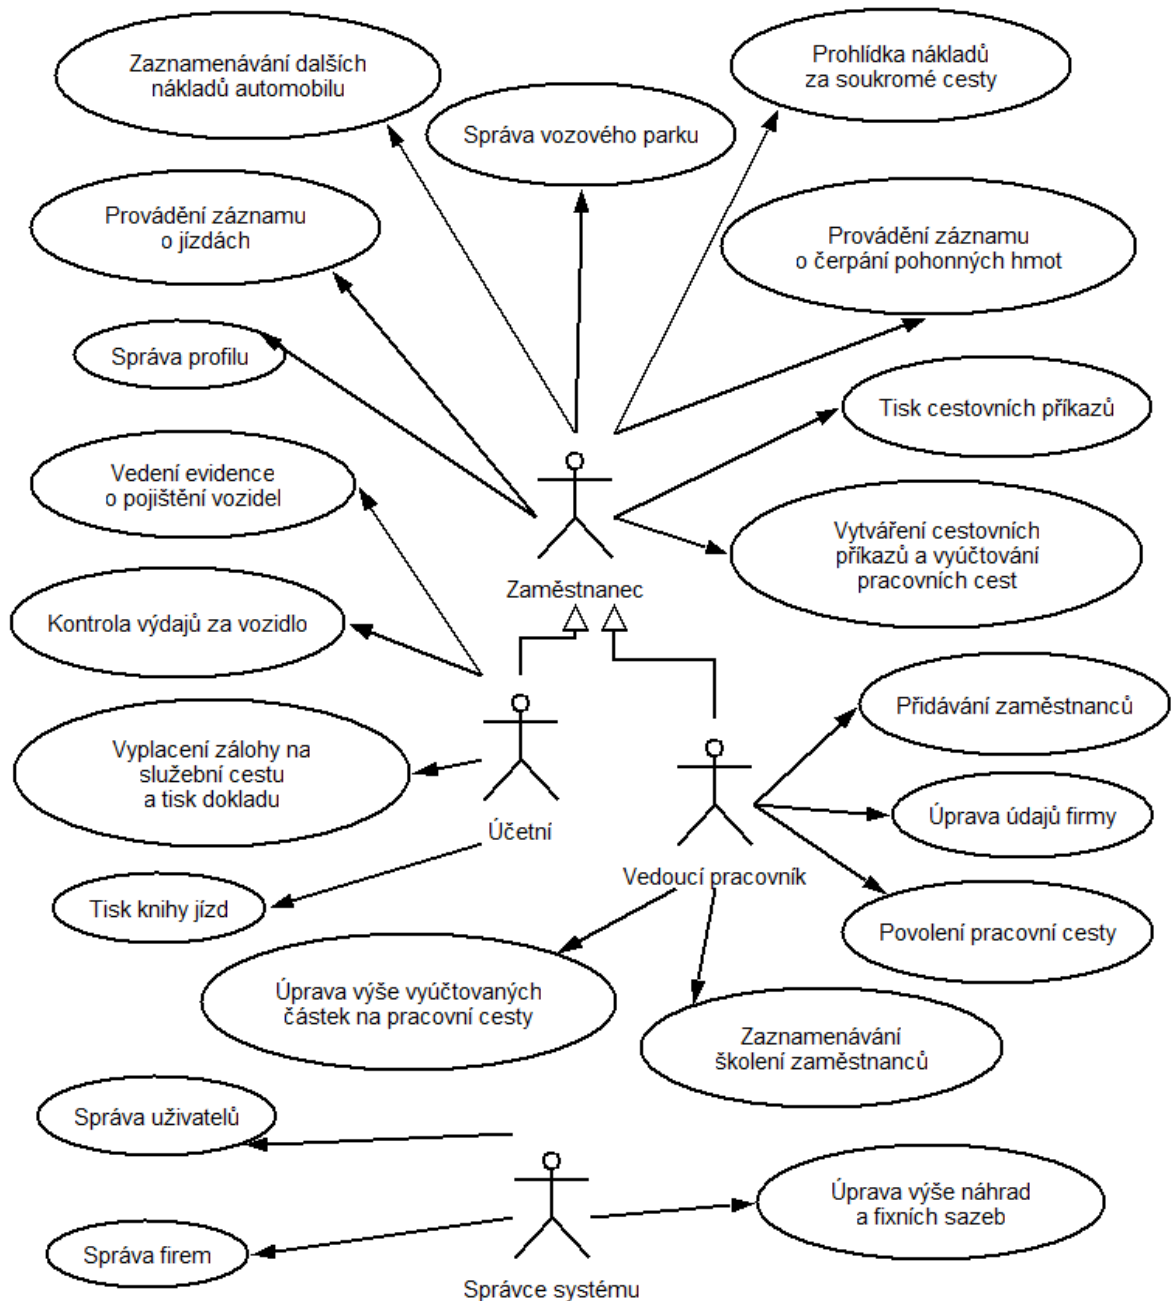 Zaznamenávání dalších
nákladů automobilu
Prohlídka nákladů
za soukromé cesty
Správa vozového parku
Provádění záznamu
o jízdách
Provádění záznamu
o čerpání pohonných hmot
Správa profilu
Tisk cestovních příkazů
Vedení evidence
o pojištění vozidel
Vytváření cestovních
příkazů a vyúčtování
pracovních cest
Zaměstnanec
Kontrola výdajů za vozidlo
Přidávání zaměstnanců
Vyplacení zálohy na
služební cestu
a tisk dokladu
Úprava údajů firmy
Účetní
Vedoucí pracovník
Tisk knihy jízd
Povolení pracovní cesty
Úprava výše vyúčtovaných
částek na pracovní cesty
Zaznamenávání
školení zaměstnanců
Správa uživatelů
Úprava výše náhrad
a fixních sazeb
Správa firem
Správce systému